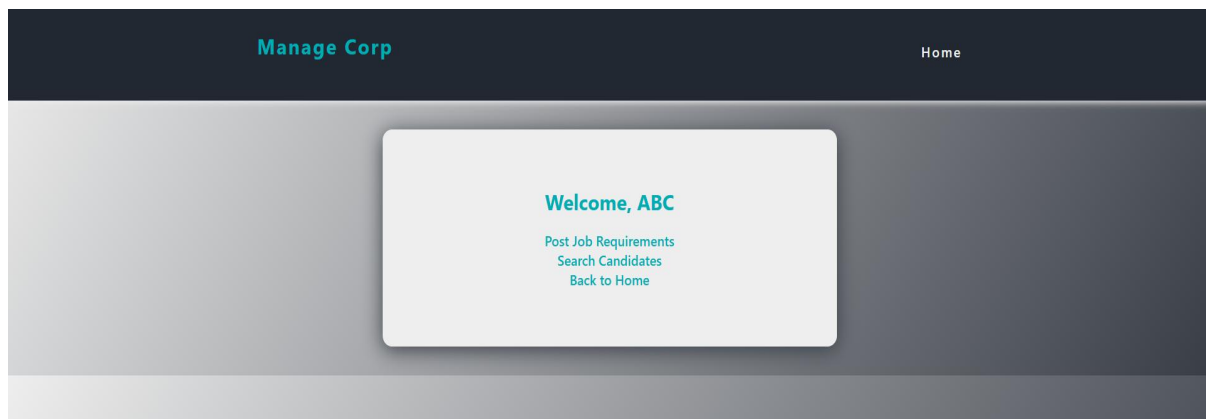 Manage Corp
Home
Welcome, ABC
Post Job Requirements
Search Candidates
Back to Home